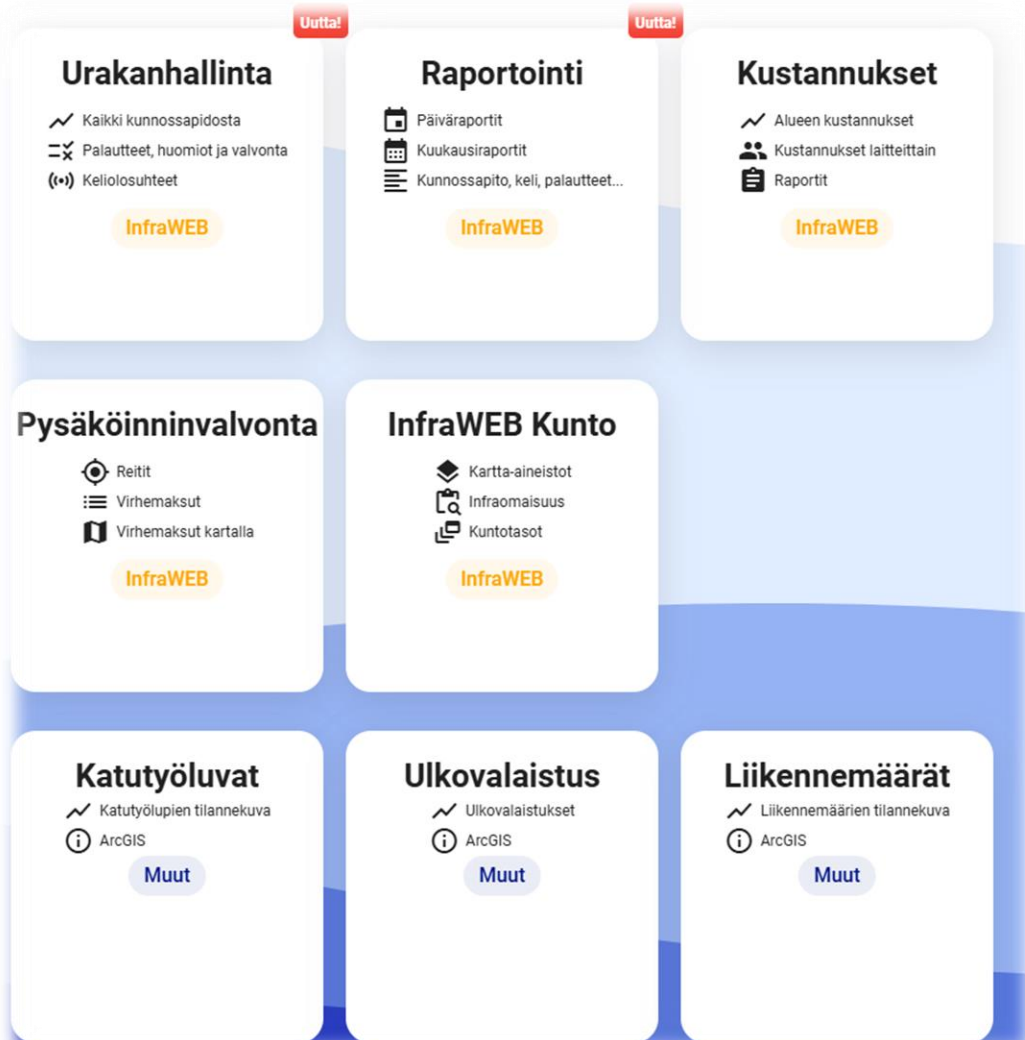 Uutta!
Urakanhallinta
Kaikki kunnossapidosta
Palautteet, huomiot ja valvonta
Keliolosuhteet
InfraWEB
Uutta!
Raportointi
Päiväraportit
Kuukausiraportit
Kunnossapito, keli, palautteet...
InfraWEB
Kustannukset
Alueen kustannukset
Kustannukset laitteittain
Raportit
InfraWEB
Pysäköinninvalvonta
Reitit
Virhemaksut
Virhemaksut kartalla
InfraWEB
InfraWEB Kunto
Kartta-aineistot
Infraomaisuus
Kuntotasot
InfraWEB
Katutyöluvat
Katutyölupien tilannekuva
ArcGIS
Muut
Ulkovalaistus
Ulkovalaistukset
ArcGIS
Muut
Liikennemäärät
Liikennemäärien tilannekuva
ArcGIS
Muut